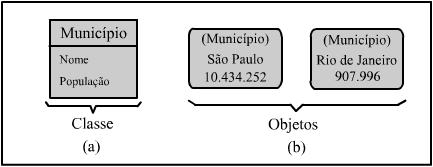 Município
Nome
População
Classe
(a)
(Município)
São Paulo
10.434.252
(Município)
Rio de Janeiro
907.996
Objetos
(b)